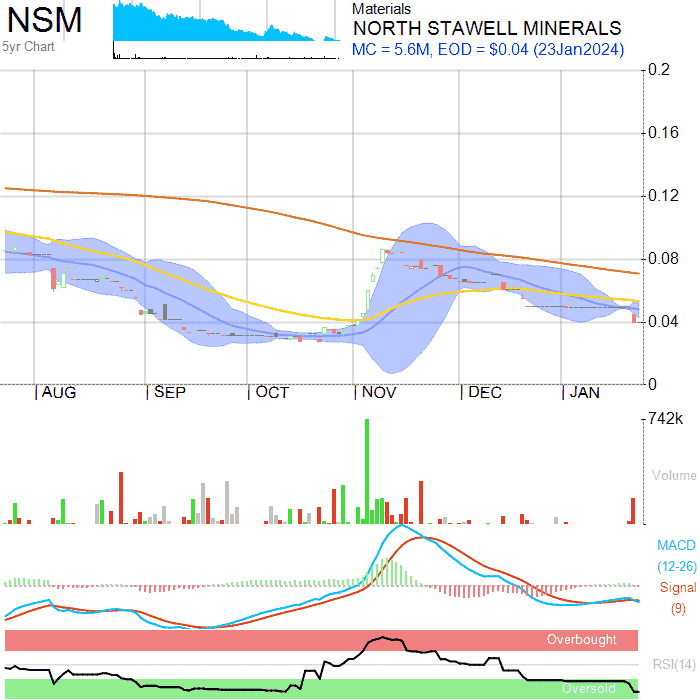 NSM
5yr Chart
Materials
NORTH STAWELL MINERALS
MC = 5.6M, EOD = $0.04 (23Jan2024)
0.2
0.16
0.12
0.08
0.04
0
AUG SEP OCT NOV DEC JAN
742k
Volume
MACD
(12-26)
Signal
(9)
Overbought
RSI(14)
Oversold